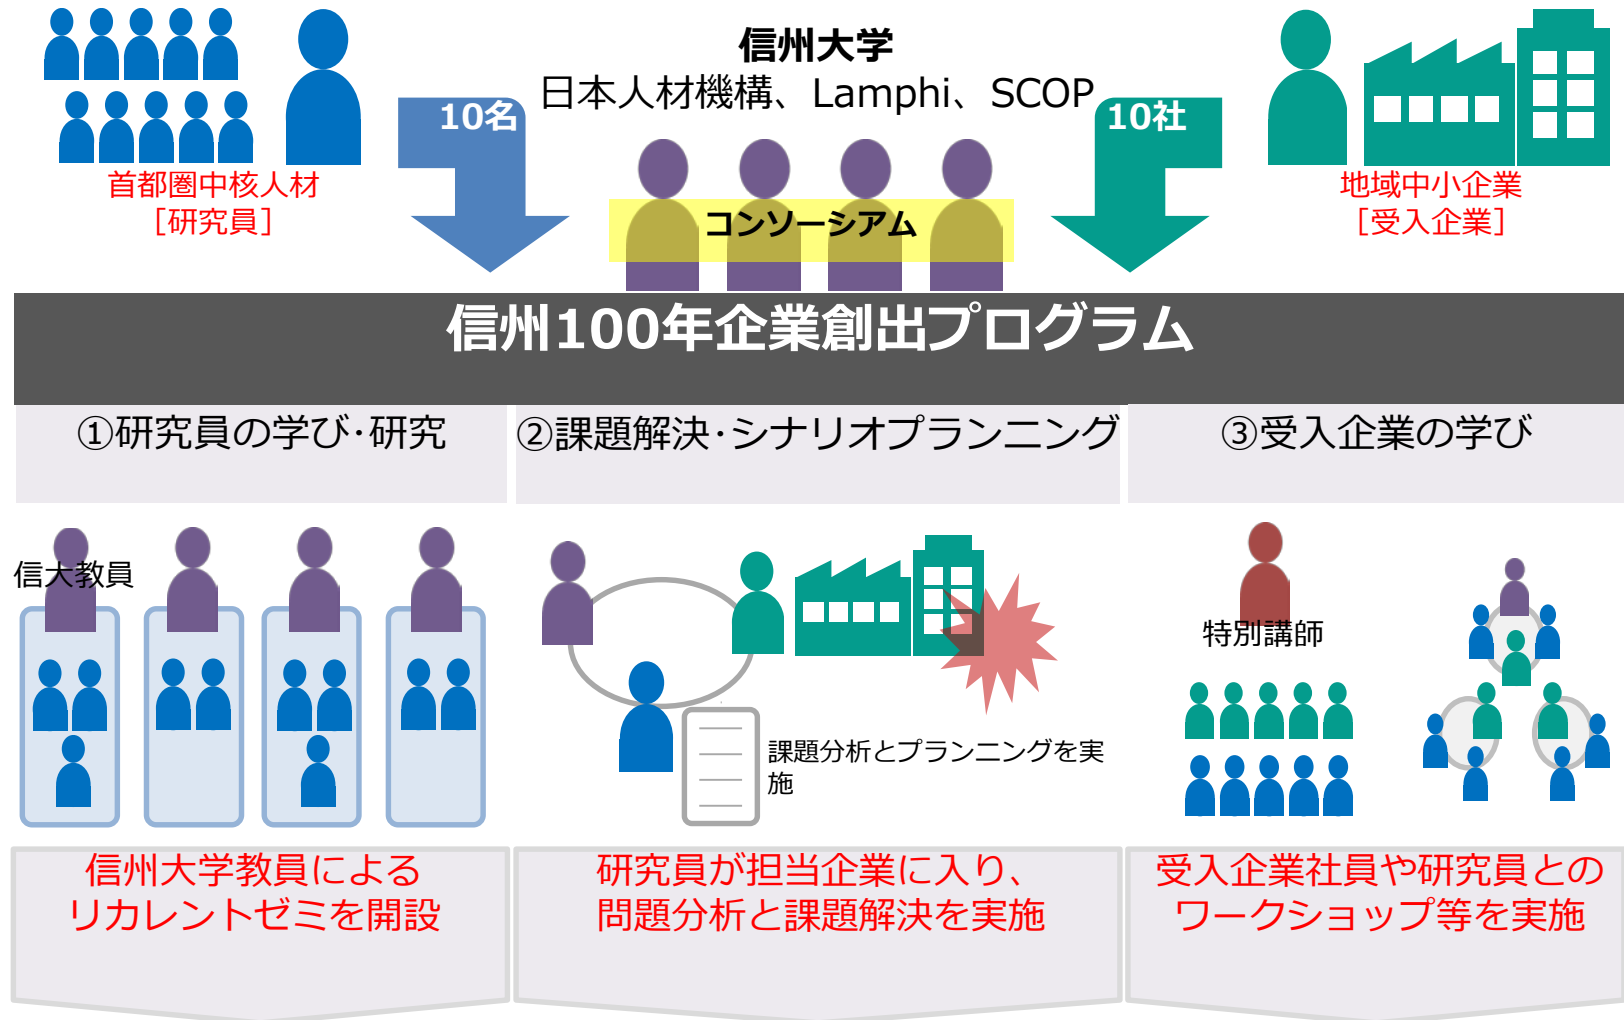 信州大学
日本人材機構、Lamphi、SCOP
10名
10社
首都圏中核人材
［研究員］
コンソーシアム
地域中小企業
［受入企業］
信州100年企業創出プログラム
①研究員の学び･研究
②課題解決･シナリオプランニング
③受入企業の学び
信大教員
特別講師
課題分析とプランニングを実
施
信州大学教員による
リカレントゼミを開設
研究員が担当企業に入り、
問題分析と課題解決を実施
受入企業社員や研究員との
ワークショップ等を実施